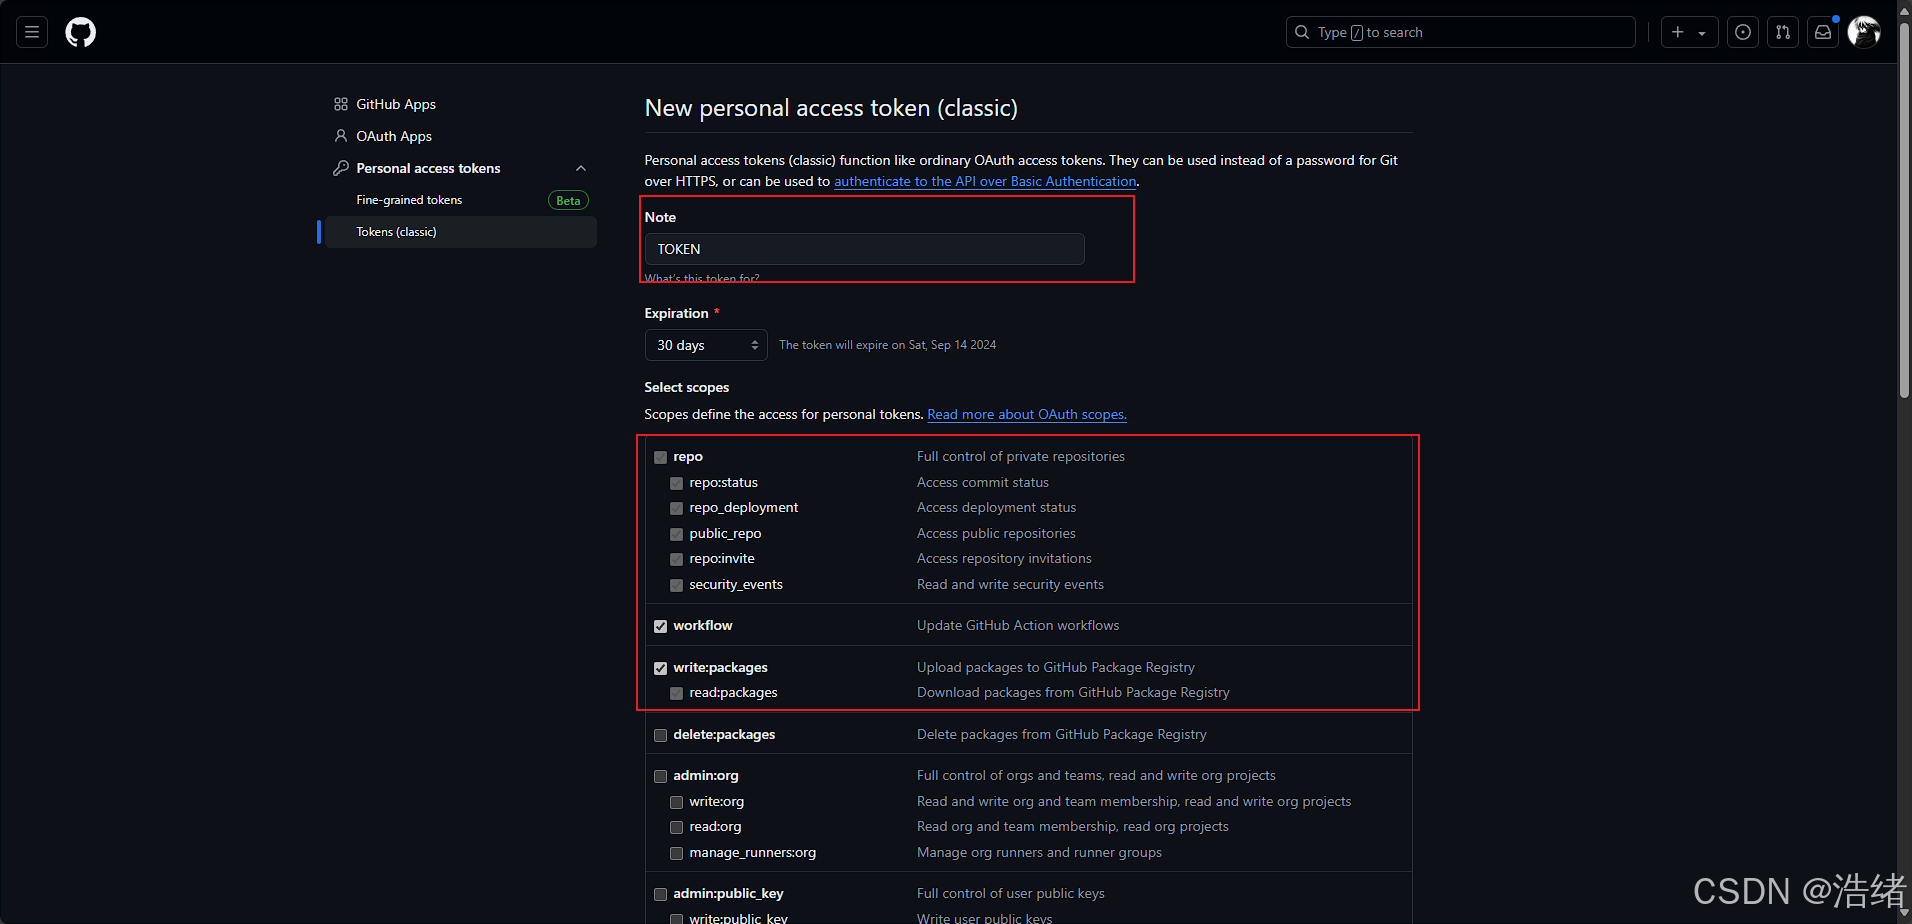 Type / to search
GitHub Apps
OAuth Apps
Personal access tokens
Fine-grained tokens
Beta
Tokens (classic)
New personal access token (classic)
Personal access tokens (classic) function like ordinary OAuth access tokens. They can be used instead of a password for Git
over HTTPS, or can be used to authenticate to the API over Basic Authentication.
Note
TOKEN
What's this token for?
Expiration *
30 days
The token will expire on Sat, Sep 14 2024
Select scopes
Scopes define the access for personal tokens. Read more about OAuth scopes.
repo Full control of private repositories
repo:status Access commit status
repo_deployment Access deployment status
public_repo Access public repositories
repo:invite Access repository invitations
security_events Read and write security events
workflow Update GitHub Action workflows
write:packages Upload packages to GitHub Package Registry
read:packages Download packages from GitHub Package Registry
delete:packages Delete packages from GitHub Package Registry
admin:org Full control of orgs and teams, read and write org projects
write:org Read and write org and team membership, read and write org projects
read:org Read org and team membership, read org projects
manage_runners:org Manage org runners and runner groups
admin:public_key Full control of user public keys
write:public_key Write user public keys
CSDN @浩绪